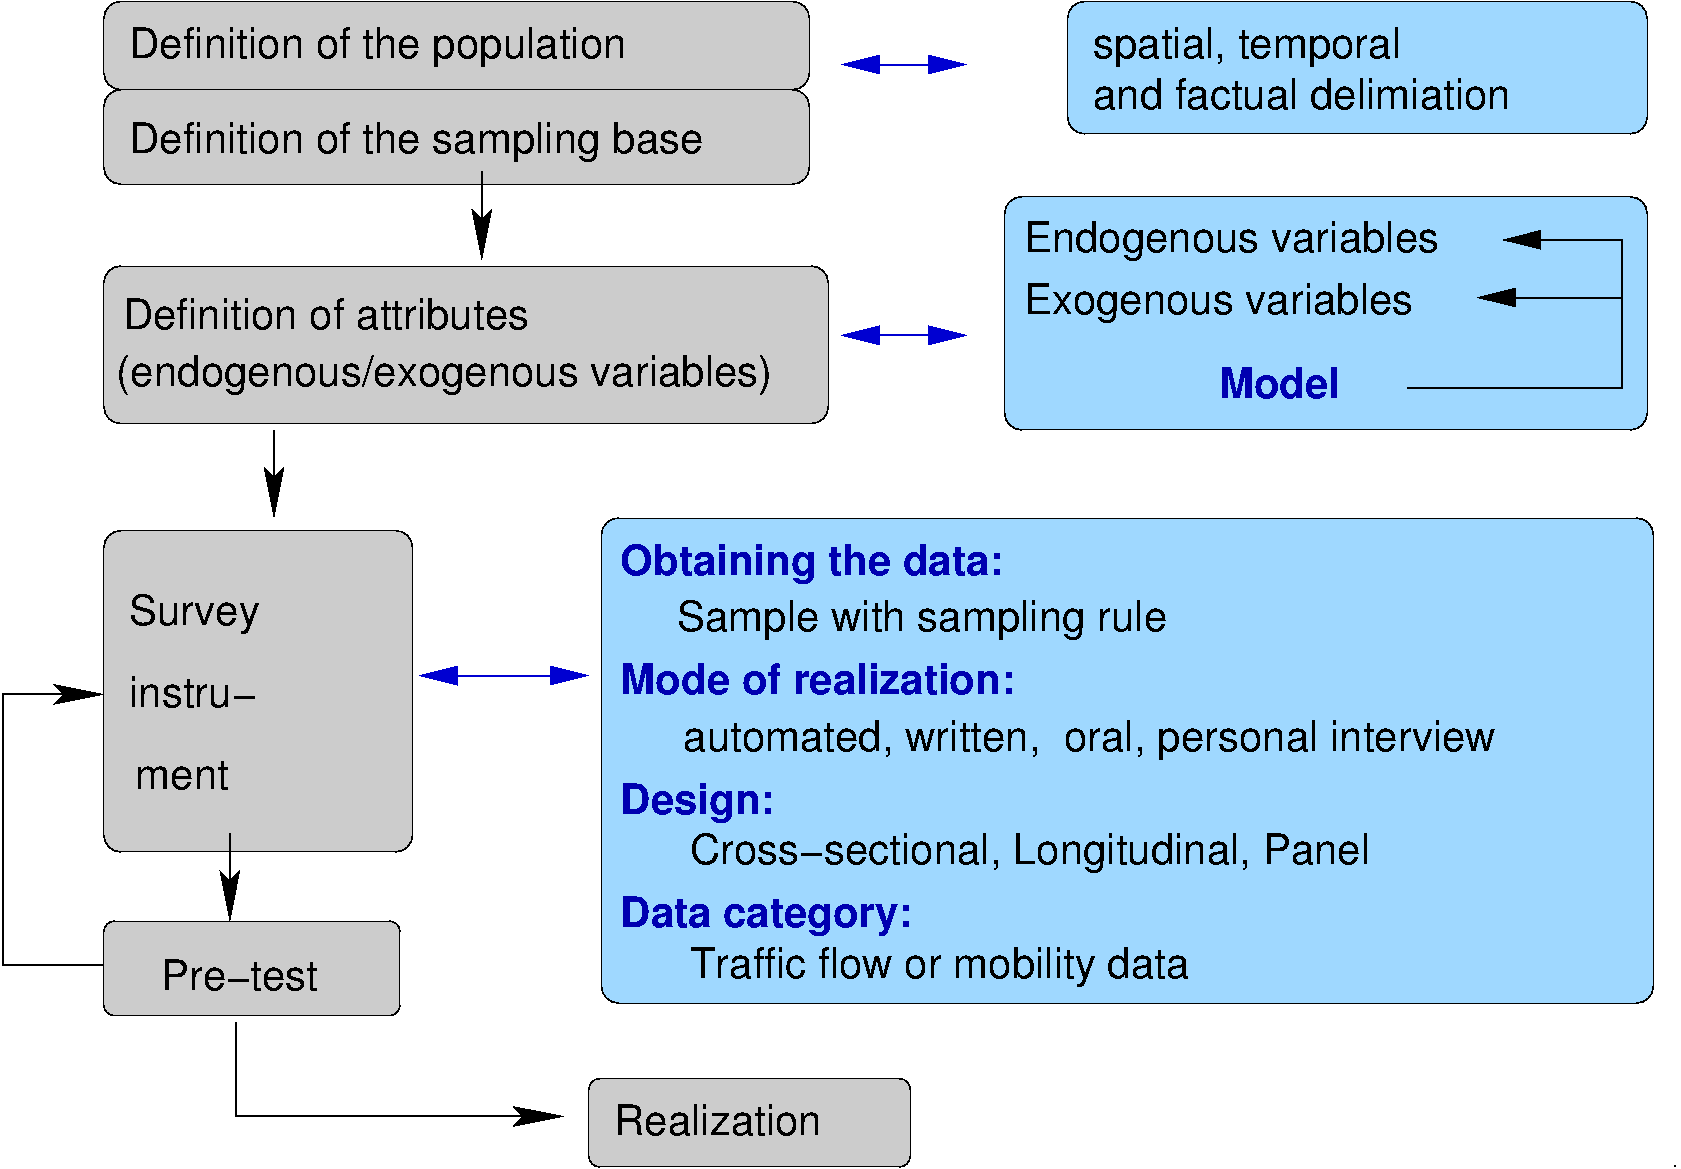 Definition of the population
Definition of the sampling base
spatial, temporal
and factual delimiation
Definition of attributes
(endogenous/exogenous variables)
Endogenous variables
Exogenous variables
Model
Survey
instru–
ment
Obtaining the data:
Sample with sampling rule
Mode of realization:
automated, written, oral, personal interview
Design:
Cross–sectional, Longitudinal, Panel
Data category:
Traffic flow or mobility data
Pre–test
Realization